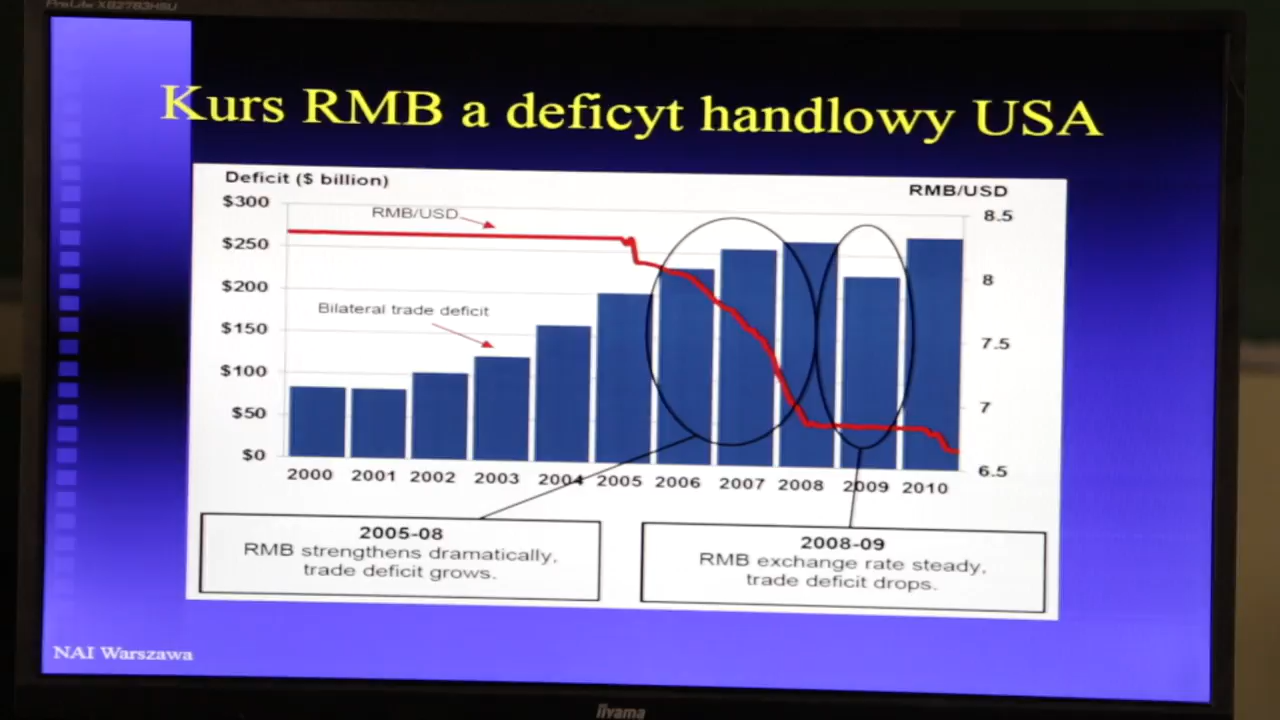 ProLite XB2783HSU
Kurs RMB a deficyt handlowy USA
Deficit ($ billion)
RMB/USD
$300
$250
$200
$150
$100
$50
$0
RMB/USD
Bilateral trade deficit
8.5
8
7.5
7
6.5
2000 2001 2002 2003 2004 2005 2006 2007 2008 2009 2010
2005-08
RMB strengthens dramatically,
trade deficit grows.
2008-09
RMB exchange rate steady,
trade deficit drops.
NAI Warszawa
iiyama